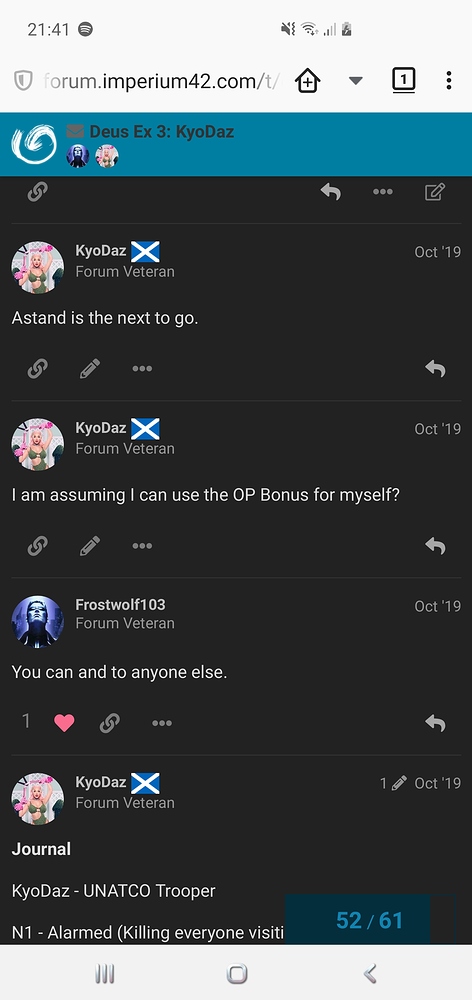 21:41
forum.imperium42.com/t/
1
Deus Ex 3: KyoDaz
KyoDaz
Oct '19
Forum Veteran
Astand is the next to go.
KyoDaz
Oct '19
Forum Veteran
I am assuming I can use the OP Bonus for myself?
Frostwolf103
Oct '19
Forum Veteran
You can and to anyone else.
1
KyoDaz
1 Oct '19
Forum Veteran
Journal
KyoDaz - UNATCO Trooper
N1 - Alarmed (Killing everyone visiti
52 / 61